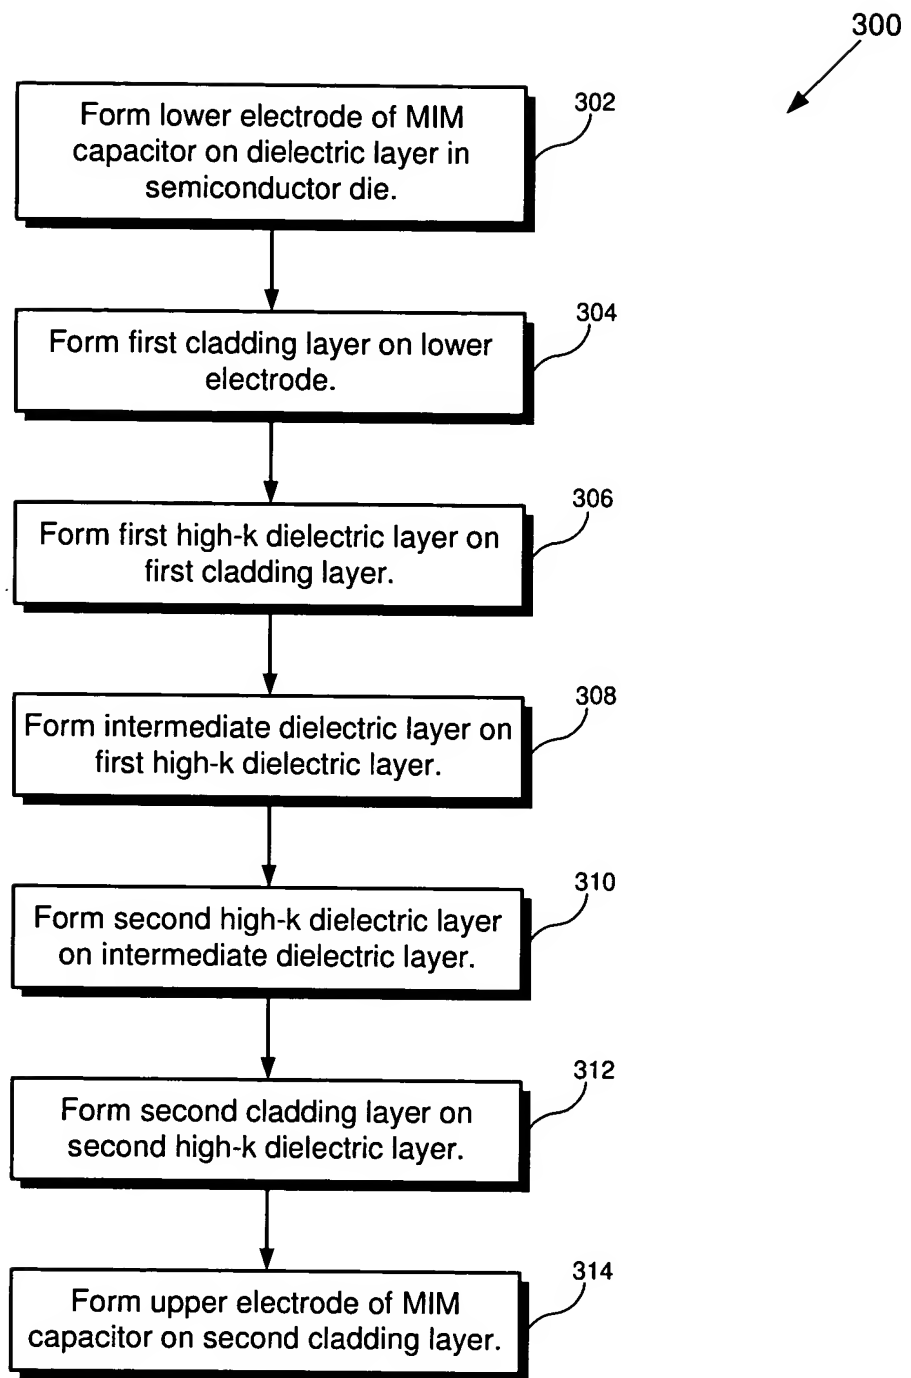 300
Form lower electrode of MIM
capacitor on dielectric layer in
semiconductor die.
302
Form first cladding layer on lower
electrode.
304
Form first high-k dielectric layer on
first cladding layer.
306
Form intermediate dielectric layer on
first high-k dielectric layer.
308
Form second high-k dielectric layer
on intermediate dielectric layer.
310
Form second cladding layer on
second high-k dielectric layer.
312
Form upper electrode of MIM
capacitor on second cladding layer.
314